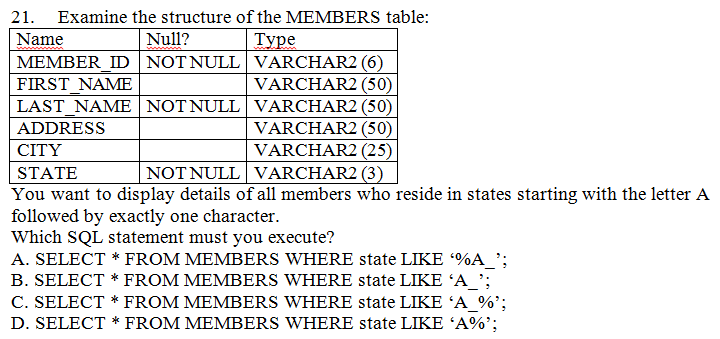 21. Examine the structure of the MEMBERS table:
Name Null? Type
MEMBER_ID NOT NULL VARCHAR2 (6)
FIRST_NAME VARCHAR2 (50)
LAST_NAME NOT NULL VARCHAR2 (50)
ADDRESS VARCHAR2 (50)
CITY VARCHAR2 (25)
STATE NOT NULL VARCHAR2 (3)
You want to display details of all members who reside in states starting with the letter A
followed by exactly one character.
Which SQL statement must you execute?
A. SELECT * FROM MEMBERS WHERE state LIKE ‘%A_’;
B. SELECT * FROM MEMBERS WHERE state LIKE ‘A_’;
C. SELECT * FROM MEMBERS WHERE state LIKE ‘A_%’;
D. SELECT * FROM MEMBERS WHERE state LIKE ‘A%’;